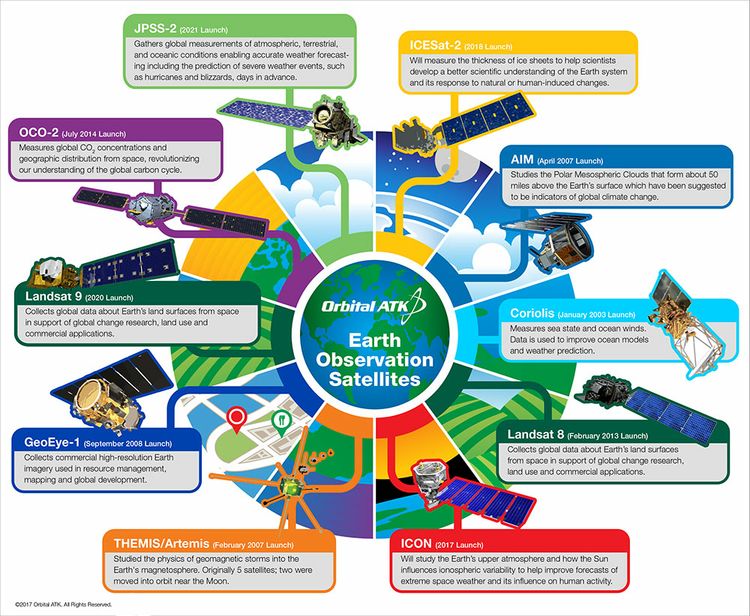 JPSS-2 (2021 Launch)
Gathers global measurements of atmospheric, terrestrial,
and oceanic conditions enabling accurate weather forecast-
ing including the prediction of severe weather events, such
as hurricanes and blizzards, days in advance.
ICESat-2 (2018 Launch)
Will measure the thickness of ice sheets to help scientists
develop a better scientific understanding of the Earth system
and its response to natural or human-induced changes.
OCO-2 (July 2014 Launch)
Measures global CO2 concentrations and
geographic distribution from space, revolutionizing
our understanding of the global carbon cycle.
AIM (April 2007 Launch)
Studies the Polar Mesospheric Clouds that form about 50
miles above the Earth's surface which have been suggested
to be indicators of global climate change.
Landsat 9 (2020 Launch)
Collects global data about Earth's land surfaces from space
in support of global change research, land use and
commercial applications.
Orbital ATK
Earth
Observation
Satellites
Coriolis (January 2003 Launch)
Measures sea state and ocean winds.
Data is used to improve ocean models
and weather prediction.
GeoEye-1 (September 2008 Launch)
Collects commercial high-resolution Earth
imagery used in resource management,
mapping and global development.
Landsat 8 (February 2013 Launch)
Collects global data about Earth's land surfaces
from space in support of global change research,
land use and commercial applications.
THEMIS/Artemis (February 2007 Launch)
Studied the physics of geomagnetic storms into the
Earth's magnetosphere. Originally 5 satellites; two were
moved into orbit near the Moon.
ICON (2017 Launch)
Will study the Earth's upper atmosphere and how the Sun
influences ionospheric variability to help improve forecasts of
extreme space weather and its influence on human activity.
©2017 Orbital ATK. All Rights Reserved.